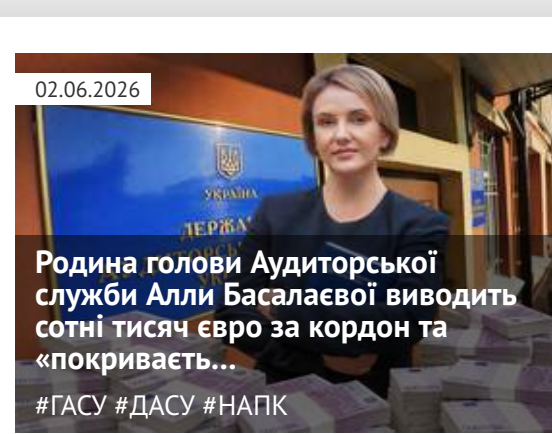 02.06.2026
УКРАЇНА
ДЕРЖА
Родина голови Аудиторської
служби Алли Басалаєвої виводить
сотні тисяч євро за кордон та
«покриваєть...
#ГАСУ #ДАСУ #НАПК